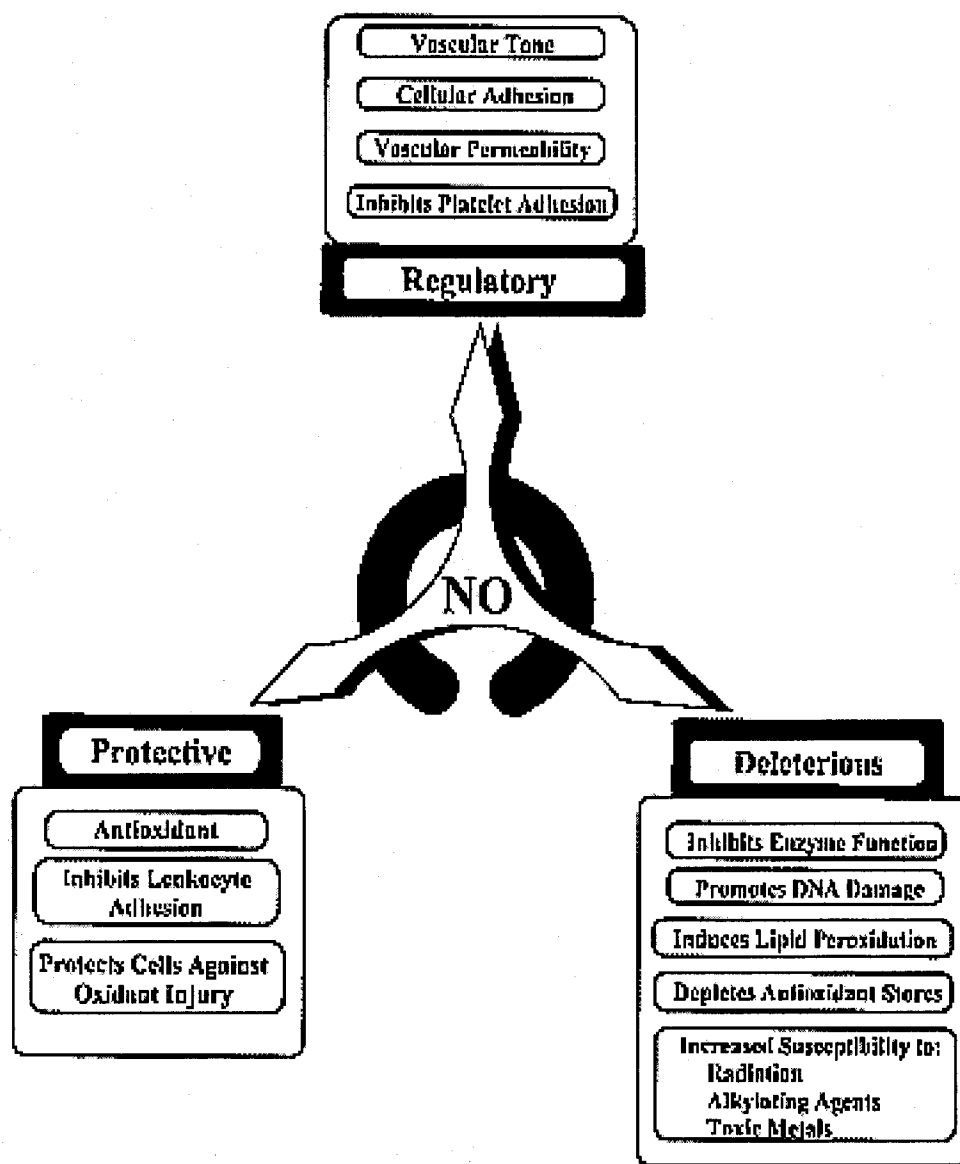 Vascular Tone
Cellular Adhesion
Vascular Permeability
Inhibits Platelet Adhesion
Regulatory
NO
Protective
Antioxidant
Inhibits Leukocyte
Adhesion
Protects Cells Against
Oxidant Injury
Deleterious
Inhibits Enzyme Function
Promotes DNA Damage
Induces Lipid Peroxidution
Depletes Antioxidant Stores
Increased Susceptibility to:
Radiation
Alkylating Agents
Toxic Metals